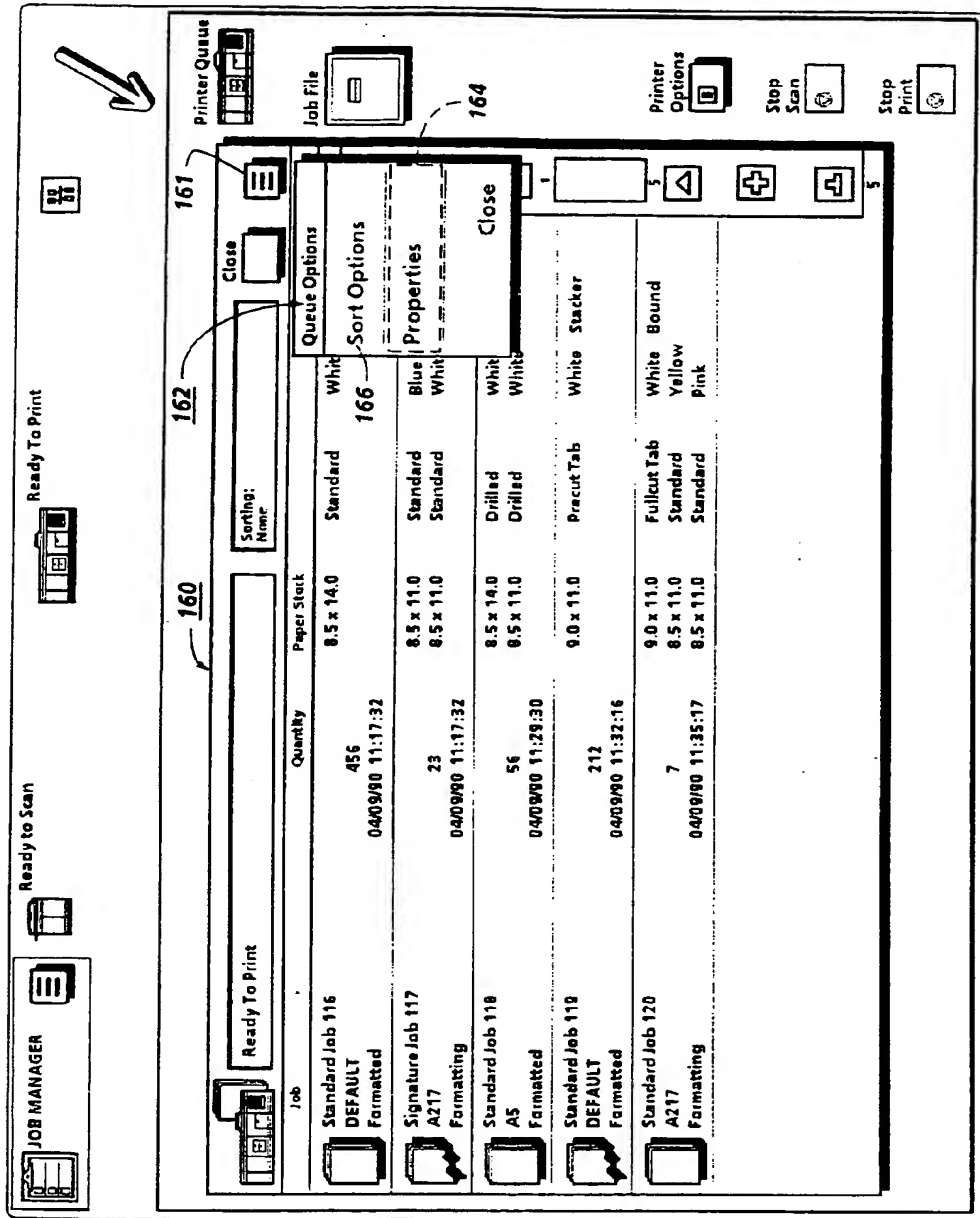 JOB MANAGER
Ready to Scan
Ready To Print
160
162
161
Ready To Print
Sorting:
None
Close
Printer Queue
Job
Quantity
Paper Stock
Queue Options
Job File
Standard Job 116
8.5 x 14.0
Standard
Whit
Sort Options
DEFAULT
456
166
Formatted
04/09/90 11:17:32
Signature Job 117
8.5 x 11.0
Standard
Blue
Properties
164
A217
23
8.5 x 11.0
Standard
Whit
Formatting
04/09/90 11:17:32
Standard Job 118
8.5 x 14.0
Drilled
Whit
A5
56
8.5 x 11.0
Drilled
White
Close
Formatted
04/09/90 11:29:30
1
Standard Job 119
9.0 x 11.0
Precut Tab
White Stacker
DEFAULT
212
Formatted
04/09/90 11:32:16
5
Printer
Options
Standard Job 120
9.0 x 11.0
Fullcut Tab
White Bound
A217
7
8.5 x 11.0
Standard
Yellow
Formatting
04/09/90 11:35:17
8.5 x 11.0
Standard
Pink
Stop
Scan
5
Stop
Print